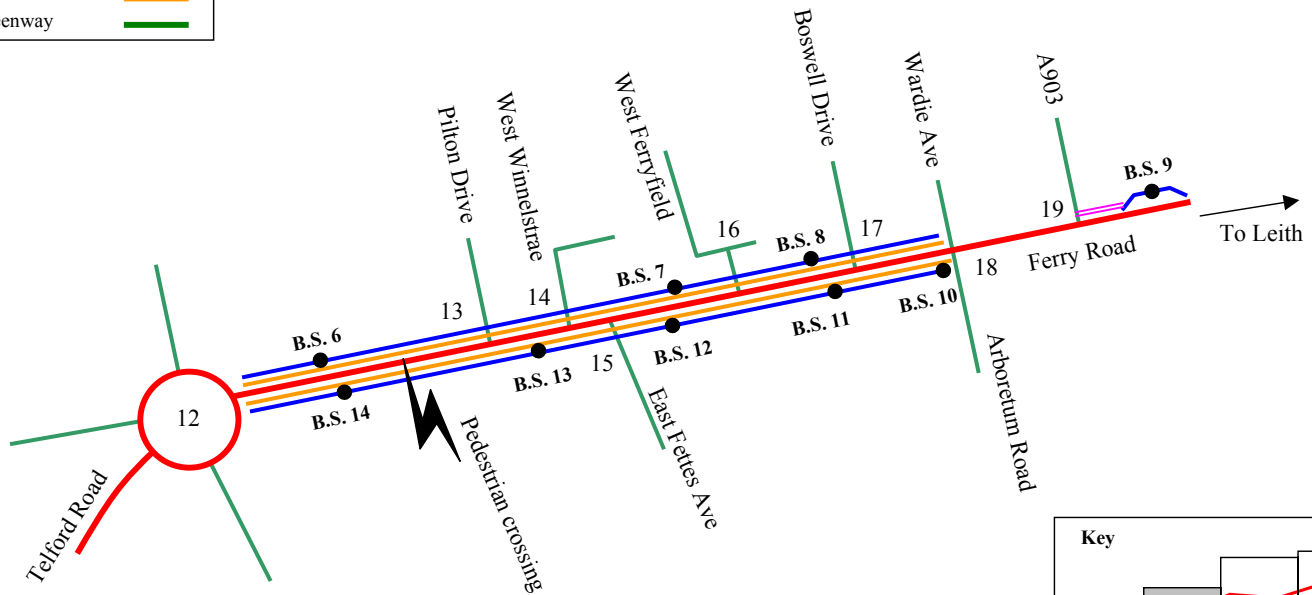 Boswell Drive
Wardie Ave
A903
West Ferryfield
West Winnelstrae
Pilton Drive
B.S. 9
19
To Leith
Ferry Road
18
17
16
B.S. 8
B.S. 7
14
13
B.S. 6
B.S. 10
B.S. 11
B.S. 12
15
B.S. 13
B.S. 14
12
East Fettes Ave
Arboretum Road
Pedestrian crossing
Telford Road
Key